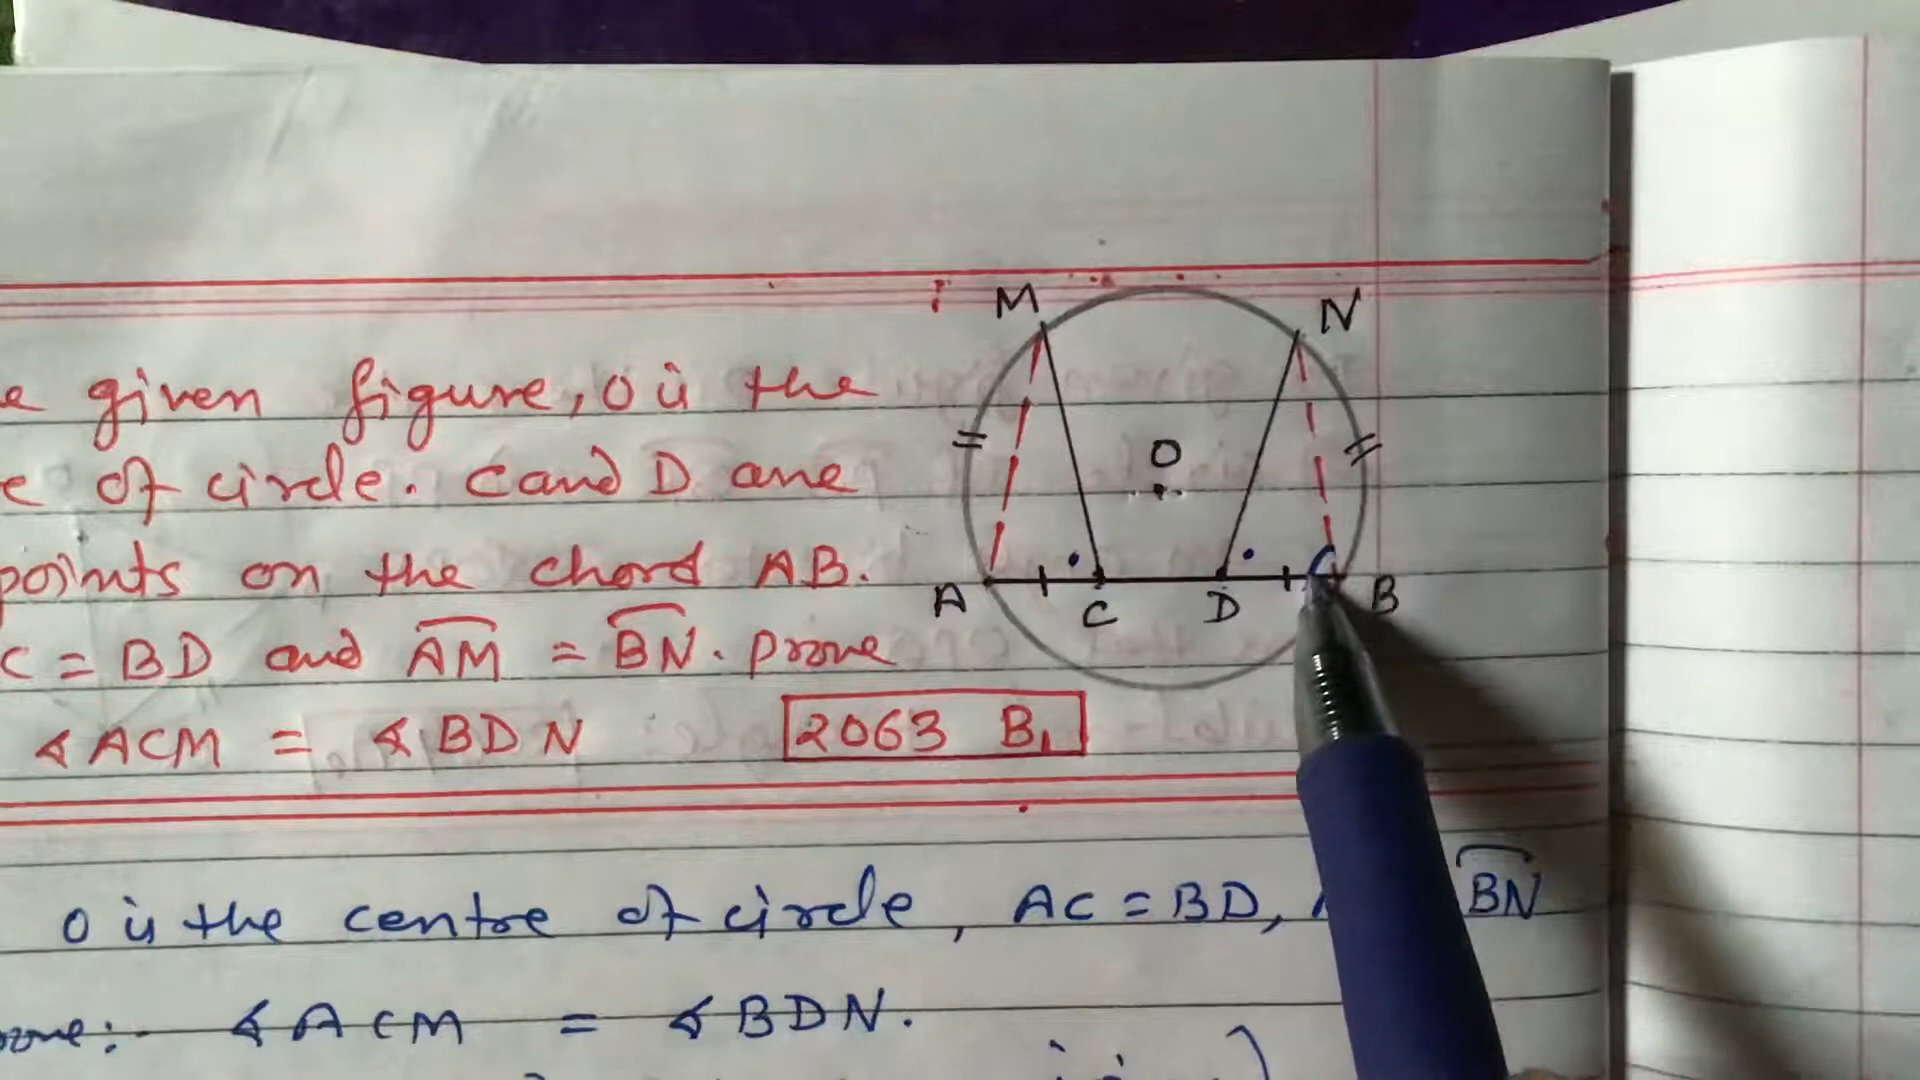 M
N
e given figure, O is the
O
e of circle. C and D are
points on the chord AB.
A C D B
C = BD and AM = BN. prove
∡ACM = ∡BDN
2063 B1
O is the centre of circle, AC = BD, BN
∡ACM = ∡BDN.